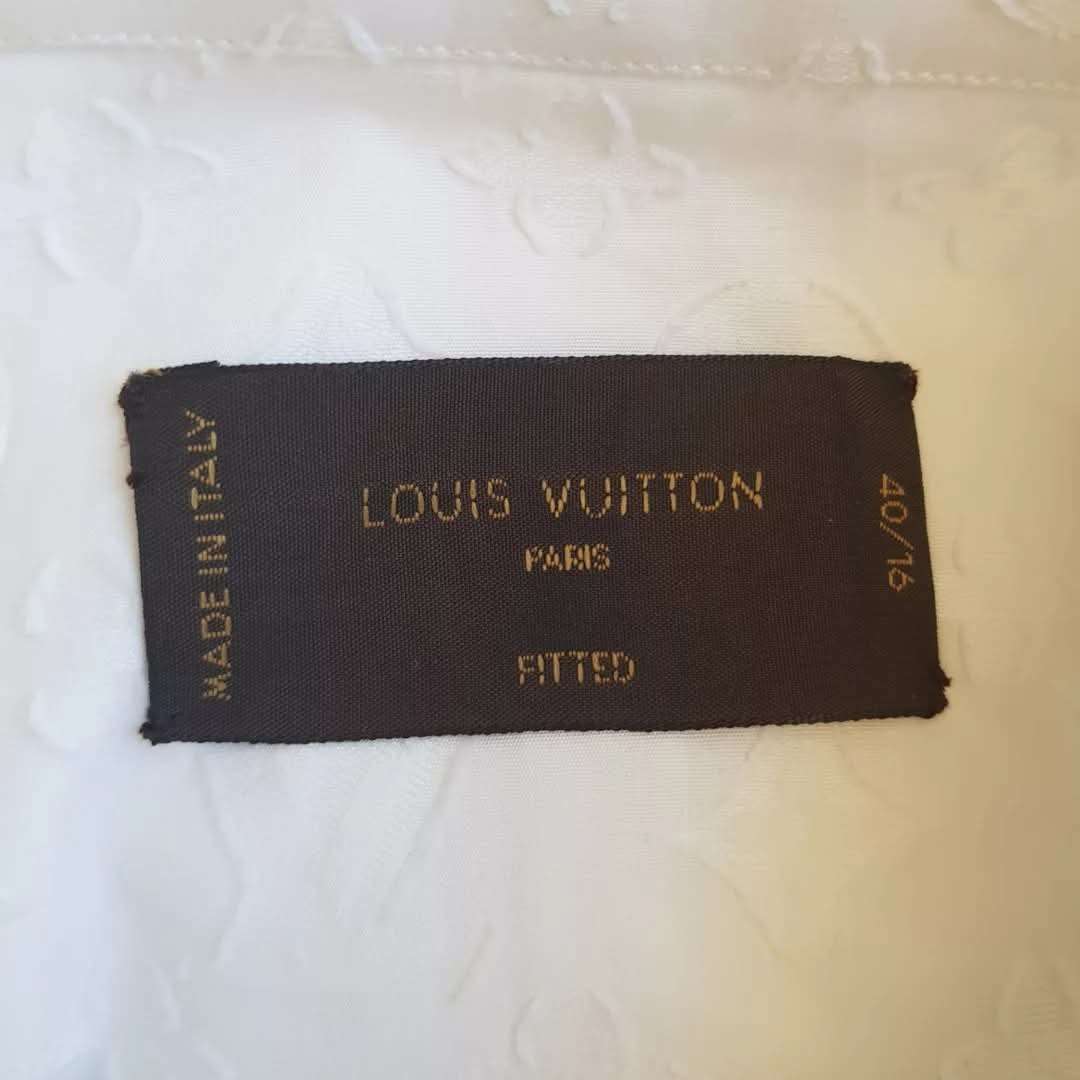 MADE IN ITALY
LOUIS VUITTON
PARIS
FITTED
40/16